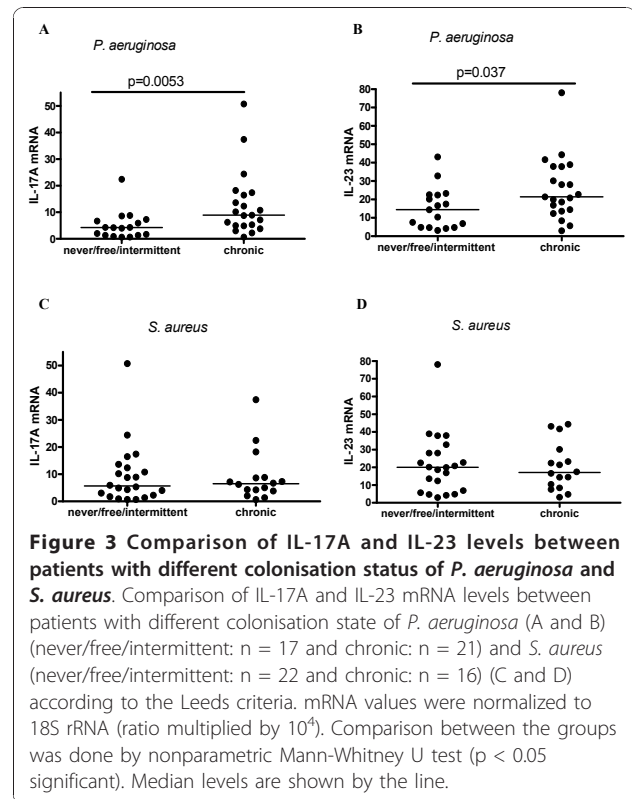 A
P. aeruginosa
p=0.0053
IL-17A mRNA
50
40
30
20
10
0
never/free/intermittent
chronic
B
P. aeruginosa
p=0.037
IL-23 mRNA
80
70
60
50
40
30
20
10
0
never/free/intermittent
chronic
C
S. aureus
IL-17A mRNA
50
40
30
20
10
0
never/free/intermittent
chronic
D
S. aureus
IL-23 mRNA
80
70
60
50
40
30
20
10
0
never/free/intermittent
chronic
Figure 3 Comparison of IL-17A and IL-23 levels between
patients with different colonisation status of P. aeruginosa and
S. aureus. Comparison of IL-17A and IL-23 mRNA levels between
patients with different colonisation state of P. aeruginosa (A and B)
(never/free/intermittent: n = 17 and chronic: n = 21) and S. aureus
(never/free/intermittent: n = 22 and chronic: n = 16) (C and D)
according to the Leeds criteria. mRNA values were normalized to
18S rRNA (ratio multiplied by 10⁴). Comparison between the groups
was done by nonparametric Mann-Whitney U test (p < 0.05
significant). Median levels are shown by the line.